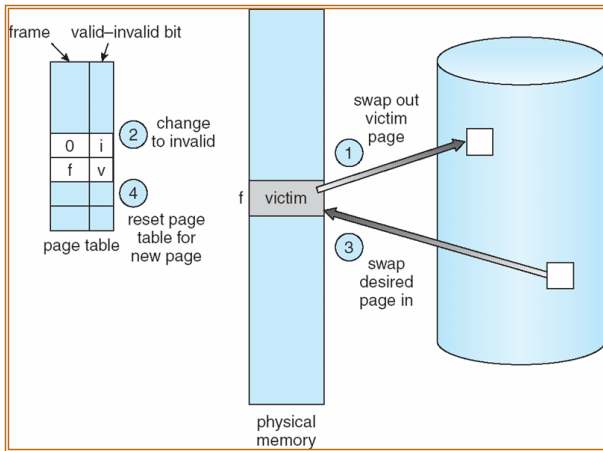 frame
valid–invalid bit
0
i
f
v
2
change
to invalid
4
reset page
table for
new page
page table
f
victim
physical
memory
1
swap out
victim
page
3
swap
desired
page in